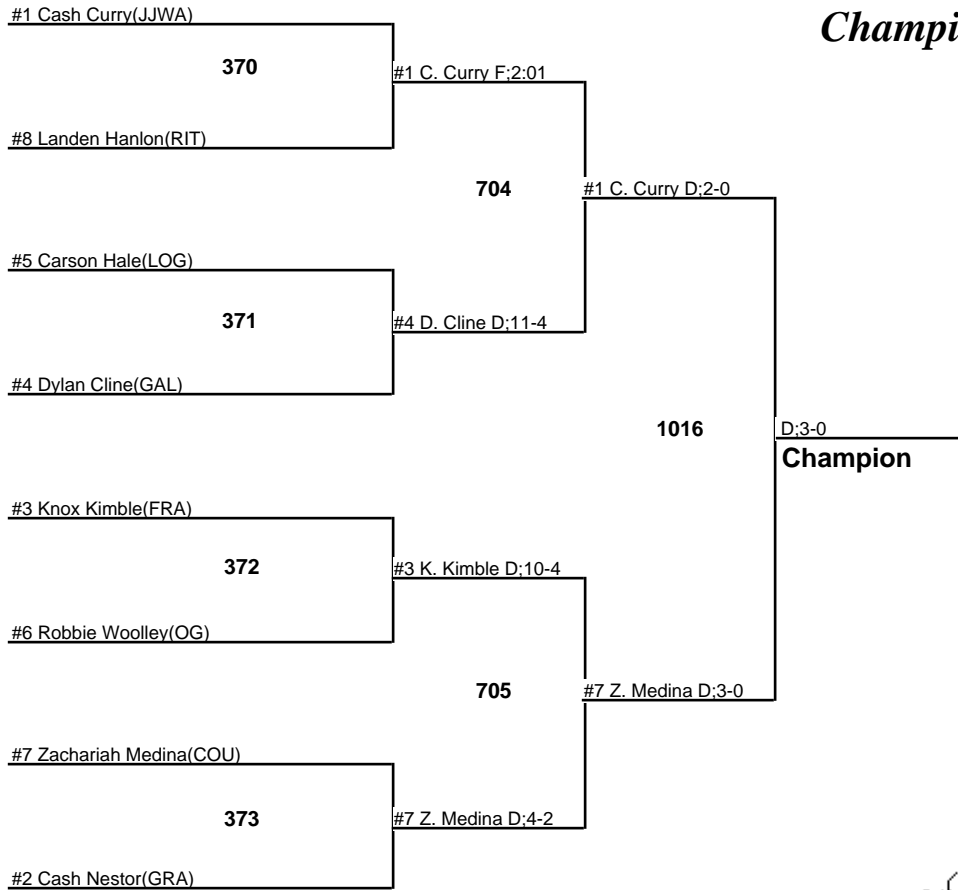 #1 Cash Curry(JJWA)
Champi
370
#1 C. Curry F;2:01
#8 Landen Hanlon(RIT)
704
#1 C. Curry D;2-0
#5 Carson Hale(LOG)
371
#4 D. Cline D;11-4
#4 Dylan Cline(GAL)
1016
D;3-0
Champion
#3 Knox Kimble(FRA)
372
#3 K. Kimble D;10-4
#6 Robbie Woolley(OG)
705
#7 Z. Medina D;3-0
#7 Zachariah Medina(COU)
373
#7 Z. Medina D;4-2
#2 Cash Nestor(GRA)